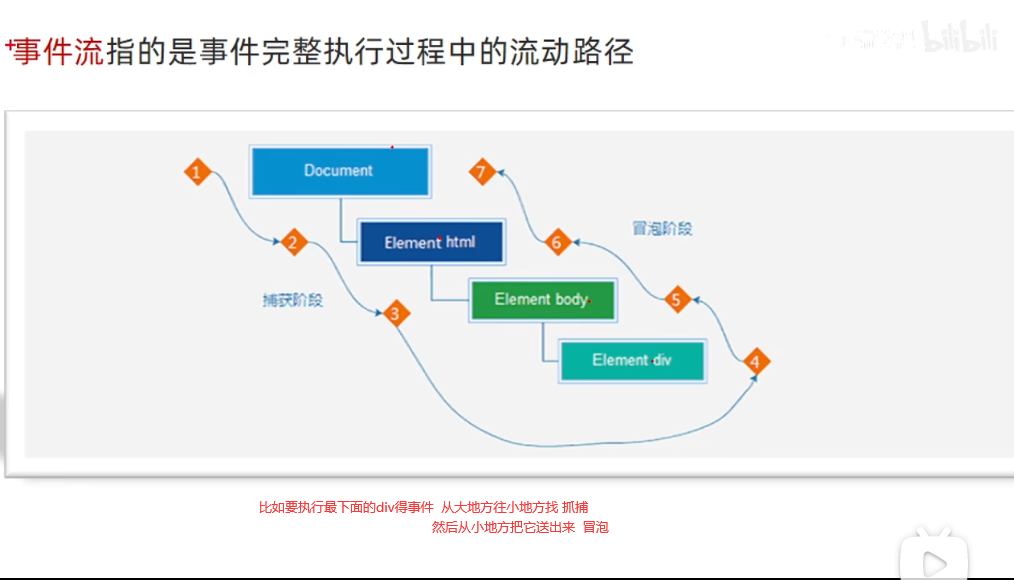 事件流指的是事件完整执行过程中的流动路径
bilibili
1
Document
7
2
Element html
6
冒泡阶段
捕获阶段
3
Element body
5
Element div
4
比如要执行最下面的div得事件 从大地方往小地方找 抓捕
然后从小地方把它送出来 冒泡